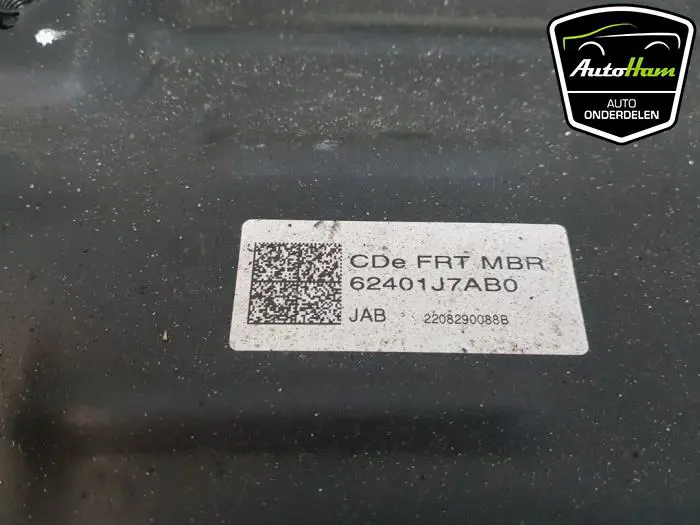 AutoHam
AUTO
ONDERDELEN
CDe FRT MBR
62401J7AB0
JAB 2208290088B